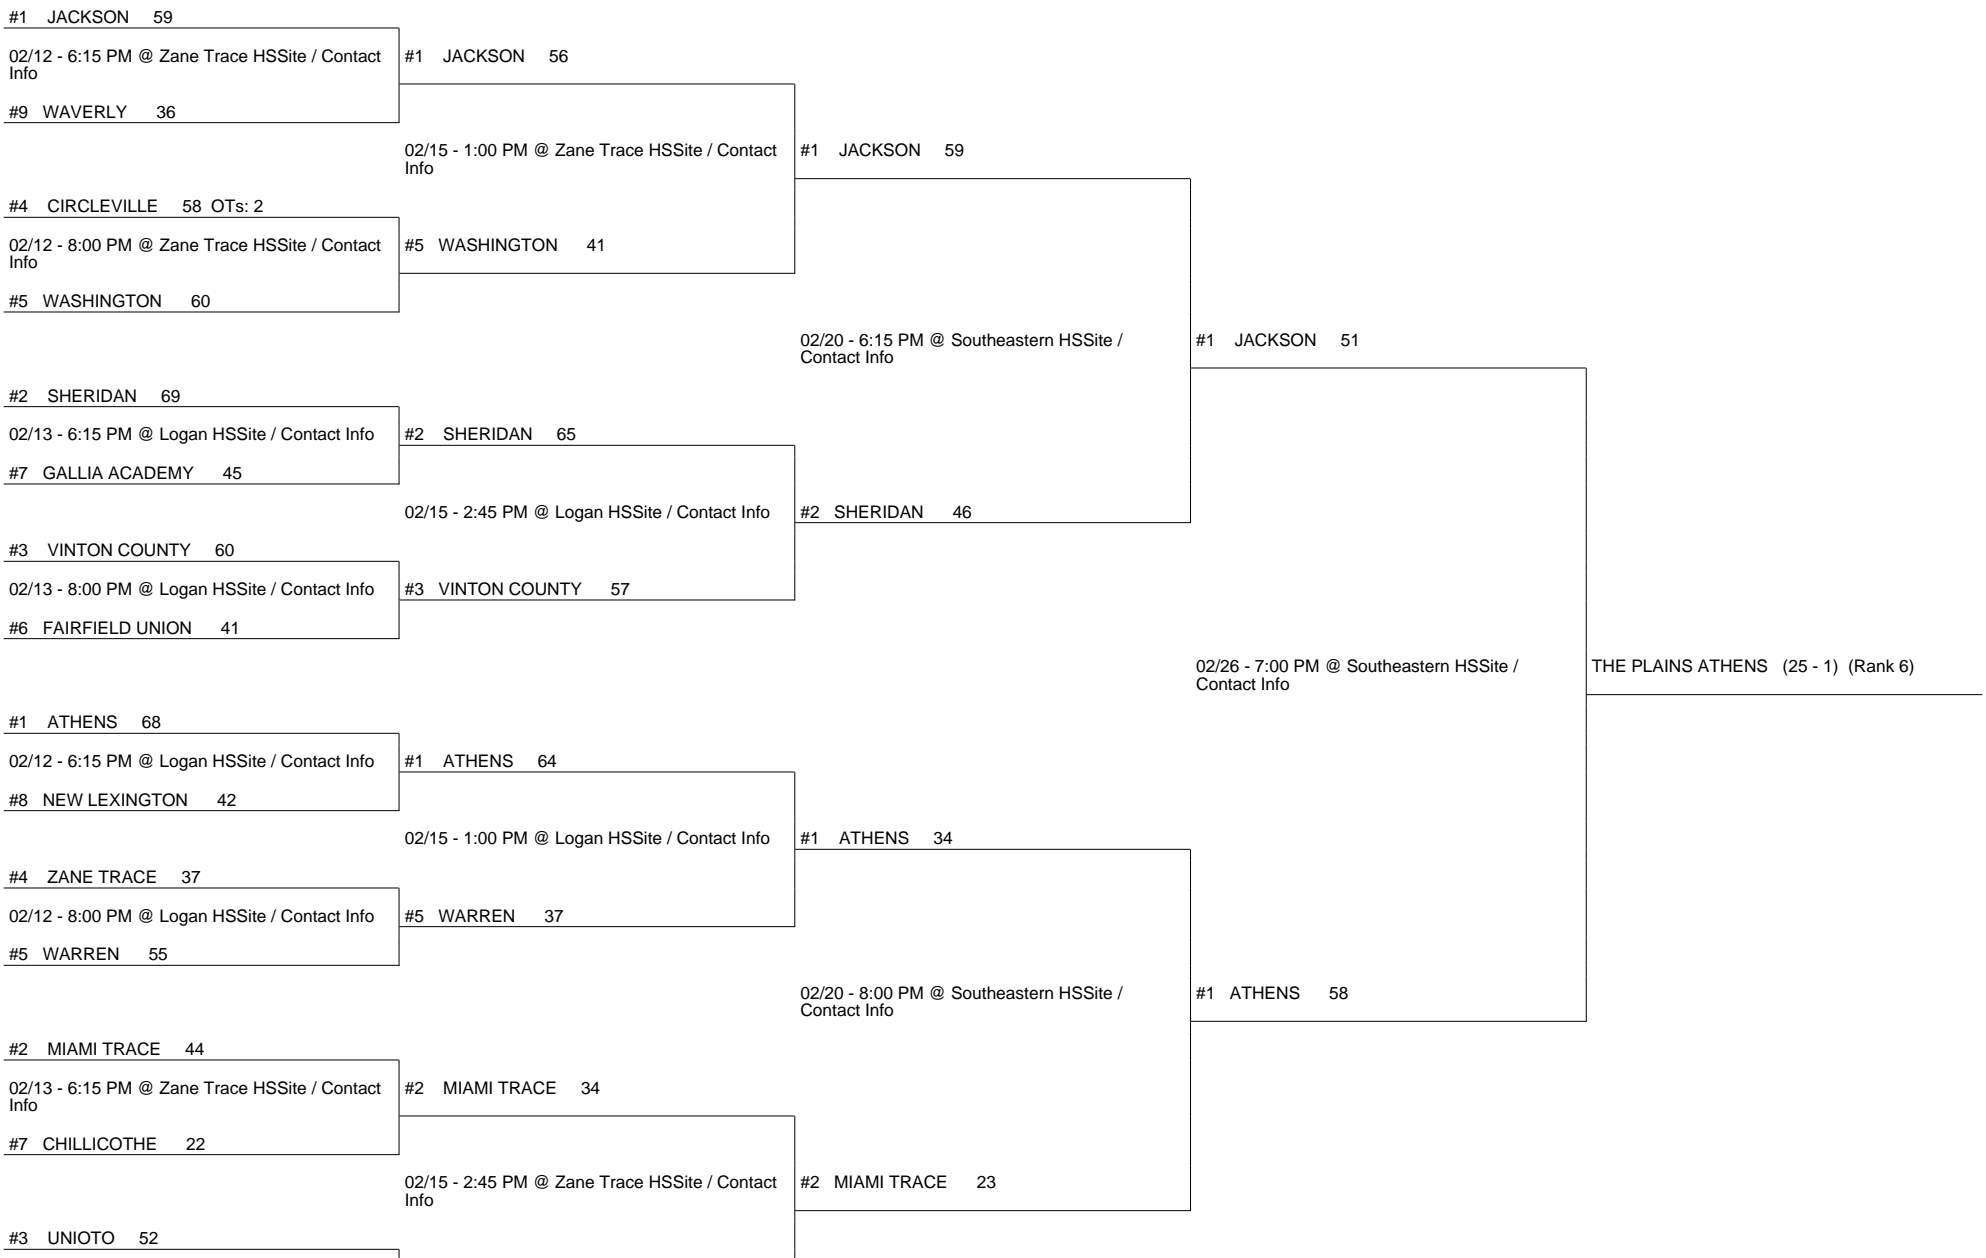 #1 JACKSON 59
02/12 - 6:15 PM @ Zane Trace HSSite / Contact
Info
#9 WAVERLY 36
#4 CIRCLEVILLE 58 OTs: 2
02/12 - 8:00 PM @ Zane Trace HSSite / Contact
Info
#5 WASHINGTON 60
#2 SHERIDAN 69
02/13 - 6:15 PM @ Logan HSSite / Contact Info
#7 GALLIA ACADEMY 45
#3 VINTON COUNTY 60
02/13 - 8:00 PM @ Logan HSSite / Contact Info
#6 FAIRFIELD UNION 41
#1 ATHENS 68
02/12 - 6:15 PM @ Logan HSSite / Contact Info
#8 NEW LEXINGTON 42
#4 ZANE TRACE 37
02/12 - 8:00 PM @ Logan HSSite / Contact Info
#5 WARREN 55
#2 MIAMI TRACE 44
02/13 - 6:15 PM @ Zane Trace HSSite / Contact
Info
#7 CHILLICOTHE 22
#3 UNIOTO 52
#1 JACKSON 56
02/15 - 1:00 PM @ Zane Trace HSSite / Contact
Info
#5 WASHINGTON 41
#2 SHERIDAN 65
02/15 - 2:45 PM @ Logan HSSite / Contact Info
#3 VINTON COUNTY 57
#1 ATHENS 64
02/15 - 1:00 PM @ Logan HSSite / Contact Info
#5 WARREN 37
#2 MIAMI TRACE 34
02/15 - 2:45 PM @ Zane Trace HSSite / Contact
Info
#1 JACKSON 59
02/20 - 6:15 PM @ Southeastern HSSite /
Contact Info
#2 SHERIDAN 46
#1 ATHENS 34
02/20 - 8:00 PM @ Southeastern HSSite /
Contact Info
#2 MIAMI TRACE 23
#1 JACKSON 51
02/26 - 7:00 PM @ Southeastern HSSite /
Contact Info
#1 ATHENS 58
THE PLAINS ATHENS (25 - 1) (Rank 6)